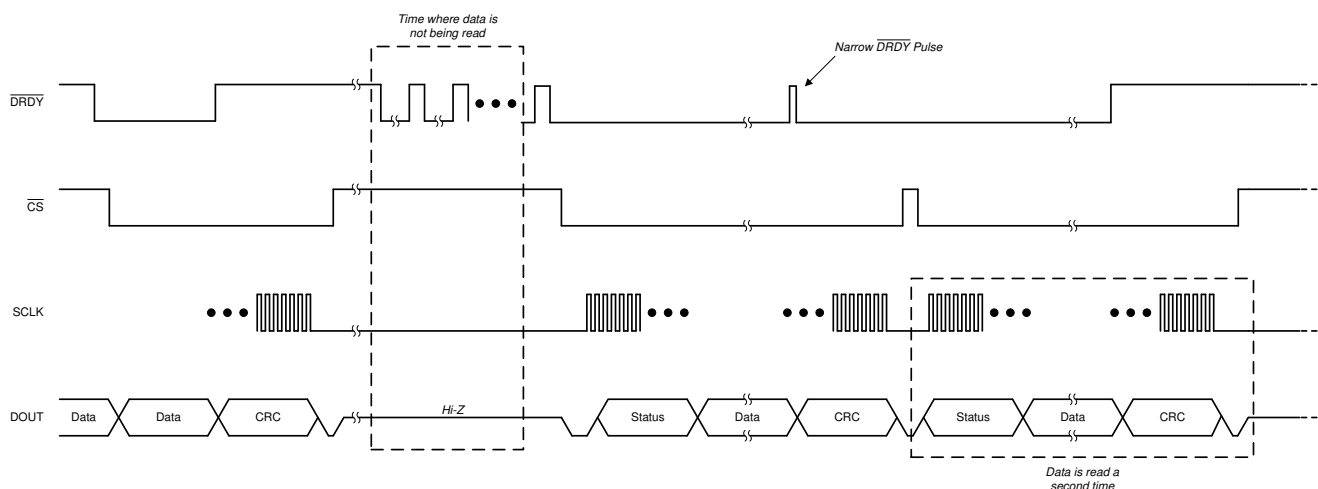 Time where data is
not being read
Narrow DRDY Pulse
DRDY
CS
SCLK
DOUT
Data
Data
CRC
Hi-Z
Status
Data
CRC
Status
Data
CRC
Data is read a
second time